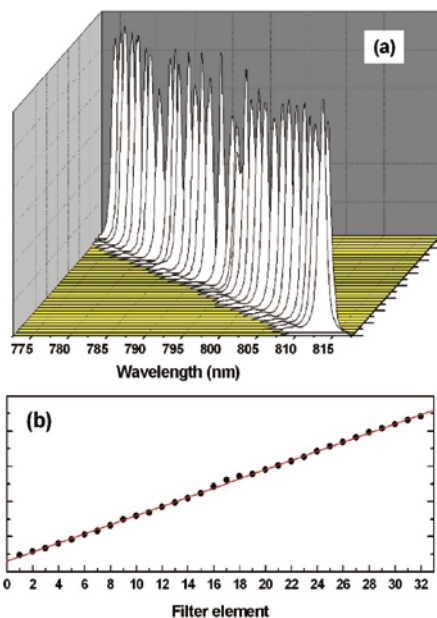 (a)
775 780 785 790 795 800 805 810 815
Wavelength (nm)
(b)
0 2 4 6 8 10 12 14 16 18 20 22 24 26 28 30 32
Filter element